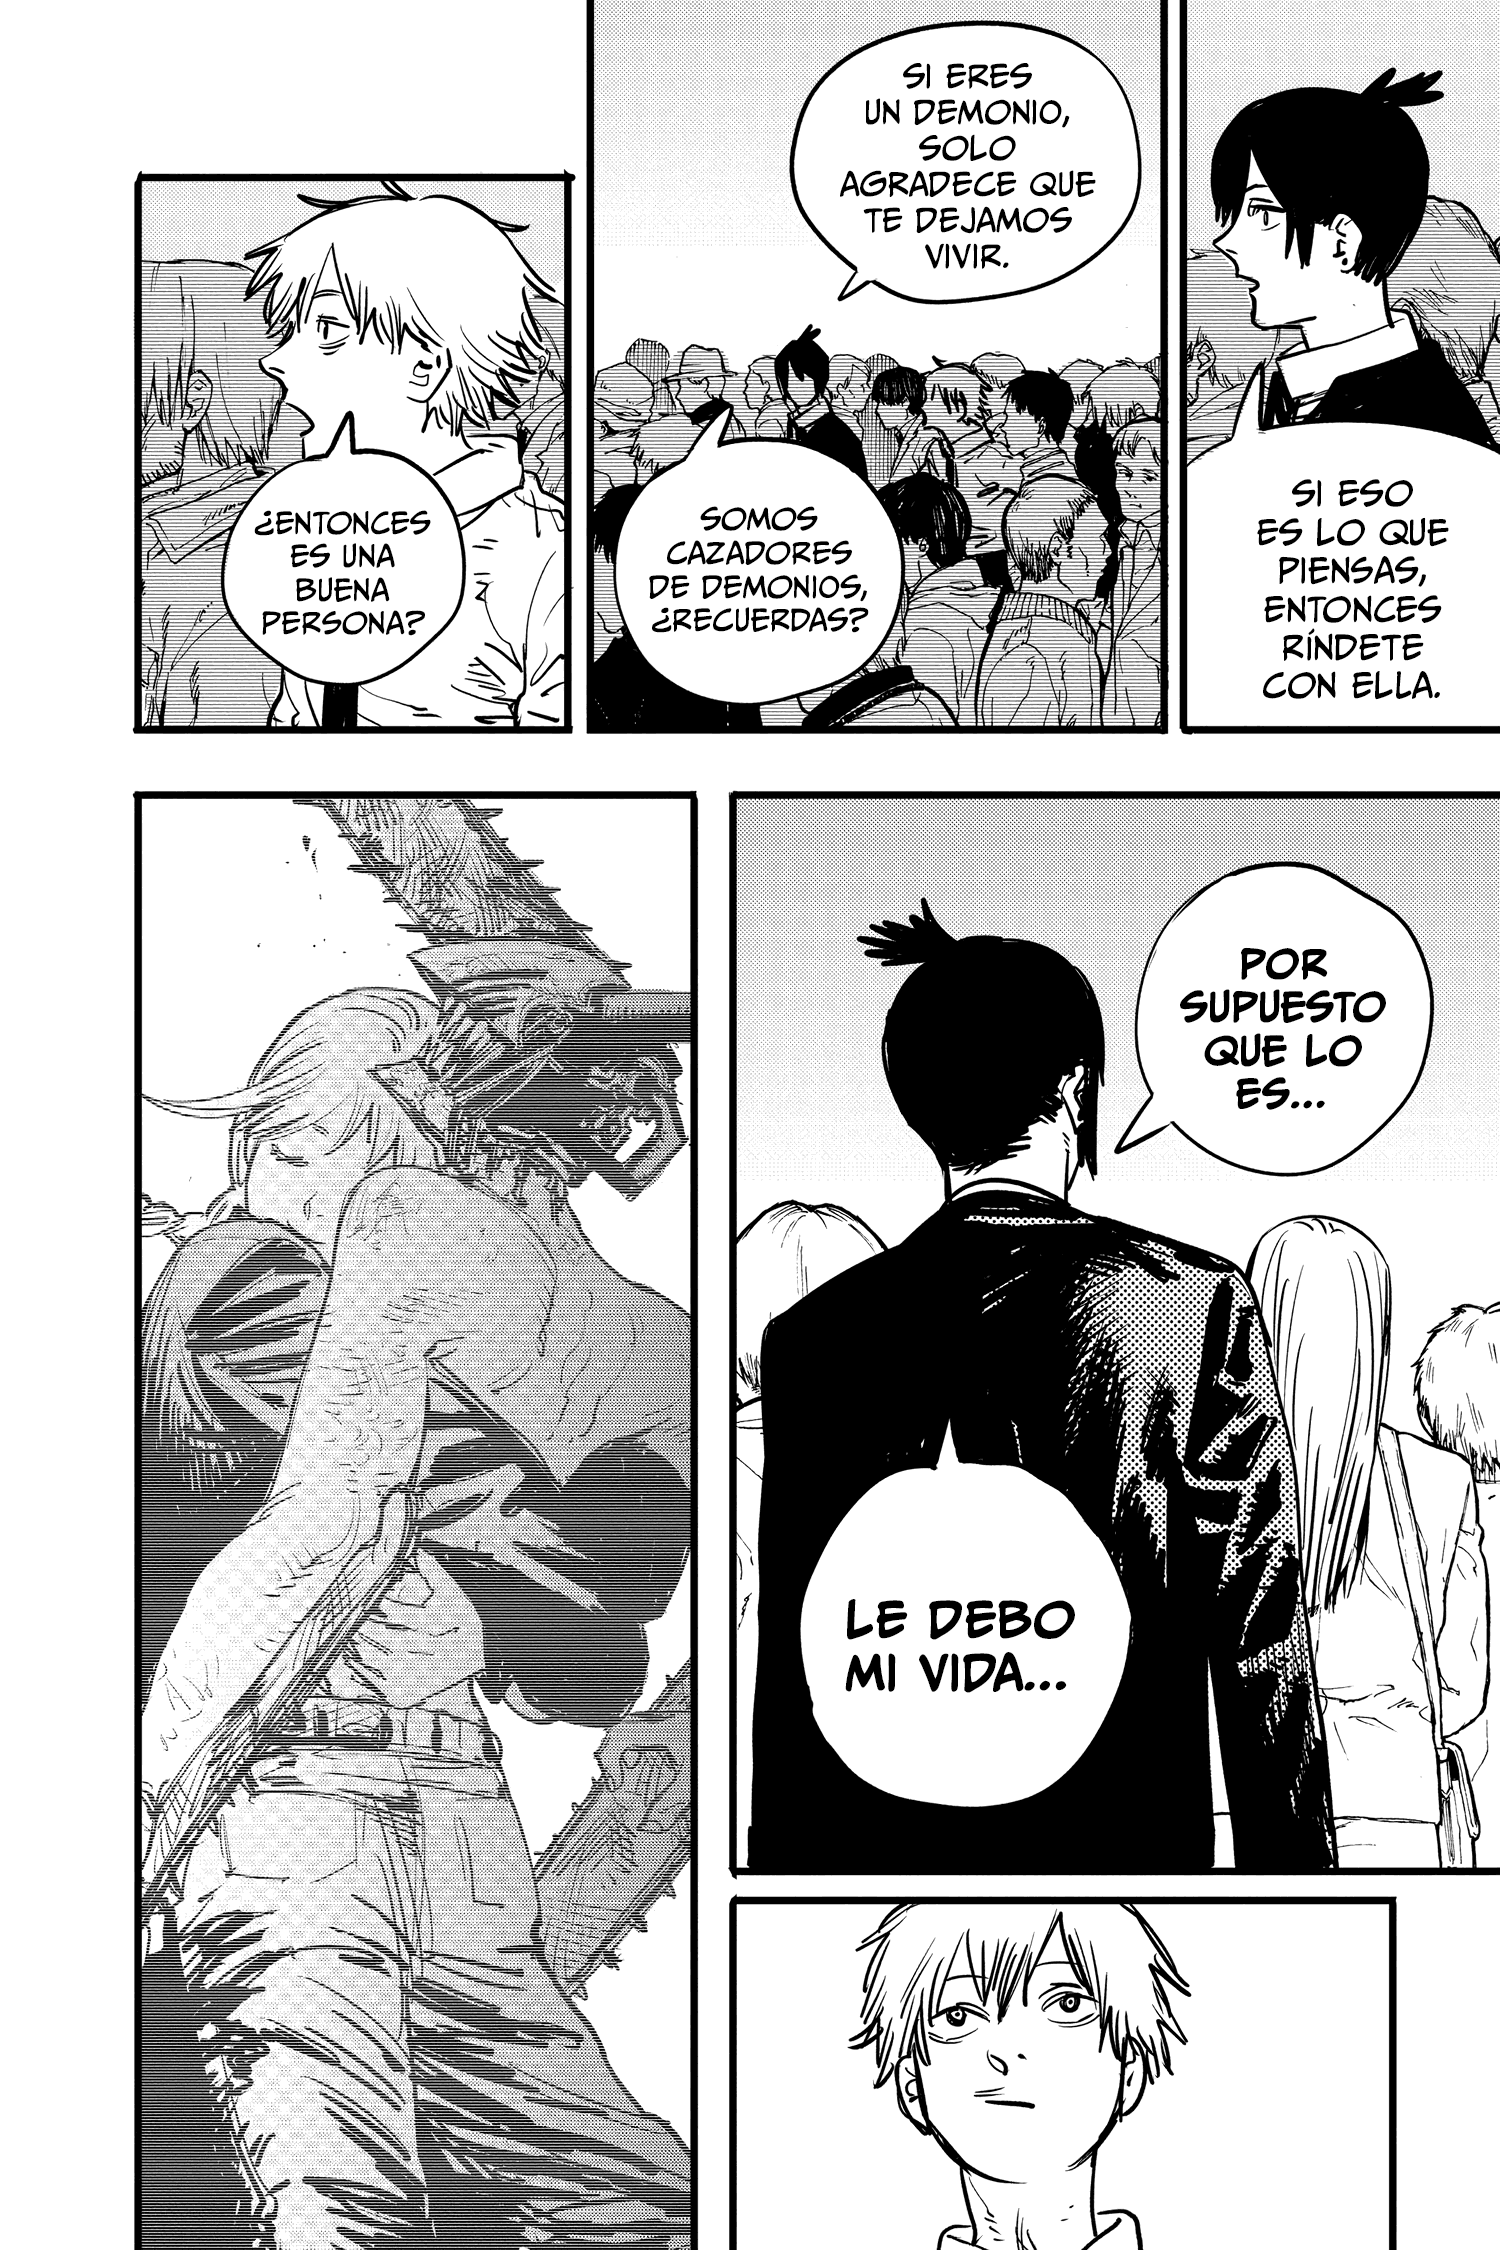 SI ESO
ES LO QUE
PIENSAS,
ENTONCES
RÍNDETE
CON ELLA.
SI ERES
UN DEMONIO,
SOLO
AGRADECE QUE
TE DEJAMOS
VIVIR.
SOMOS
CAZADORES
DE DEMONIOS,
¿RECUERDAS?
¿ENTONCES
ES UNA
BUENA
PERSONA?
POR
SUPUESTO
QUE LO
ES...
LE DEBO
MI VIDA...